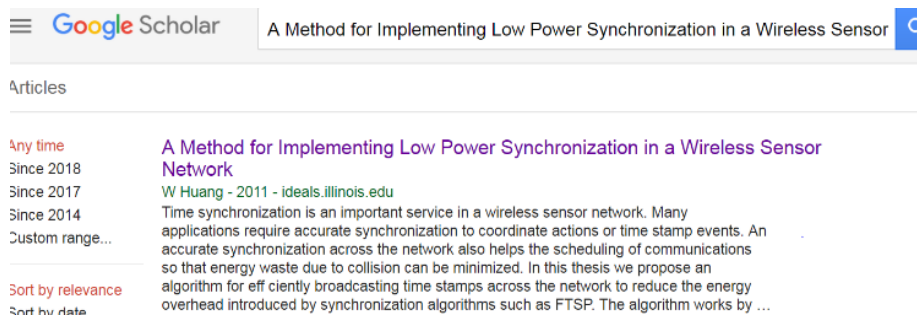 Google Scholar
A Method for Implementing Low Power Synchronization in a Wireless Sensor
Articles
Any time
Since 2018
Since 2017
Since 2014
Custom range...
Sort by relevance
Sort by date
A Method for Implementing Low Power Synchronization in a Wireless Sensor
Network
W Huang - 2011 - ideals.illinois.edu
Time synchronization is an important service in a wireless sensor network. Many
applications require accurate synchronization to coordinate actions or time stamp events. An
accurate synchronization across the network also helps the scheduling of communications
so that energy waste due to collision can be minimized. In this thesis we propose an
algorithm for eff ciently broadcasting time stamps across the network to reduce the energy
overhead introduced by synchronization algorithms such as FTSP. The algorithm works by ...